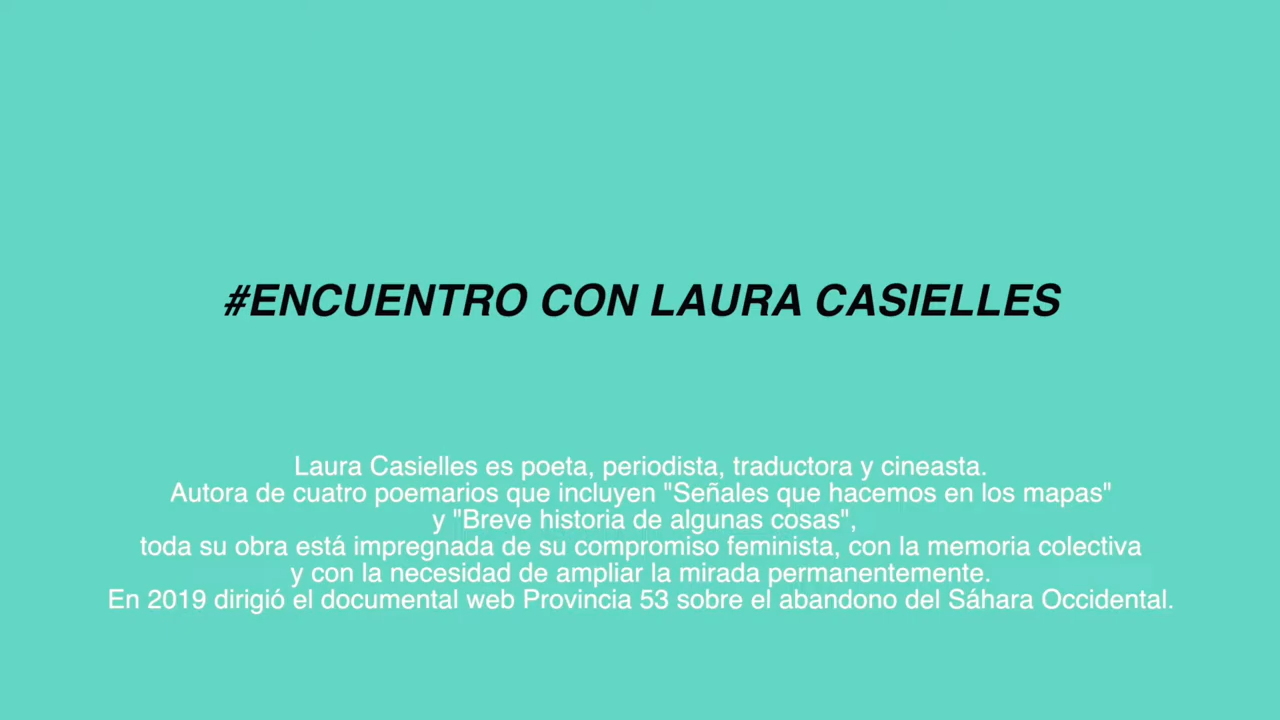 #ENCUENTRO CON LAURA CASIELLES
Laura Casielles es poeta, periodista, traductora y cineasta.
Autora de cuatro poemarios que incluyen "Señales que hacemos en los mapas"
y "Breve historia de algunas cosas",
toda su obra está impregnada de su compromiso feminista, con la memoria colectiva
y con la necesidad de ampliar la mirada permanentemente.
En 2019 dirigió el documental web Provincia 53 sobre el abandono del Sáhara Occidental.